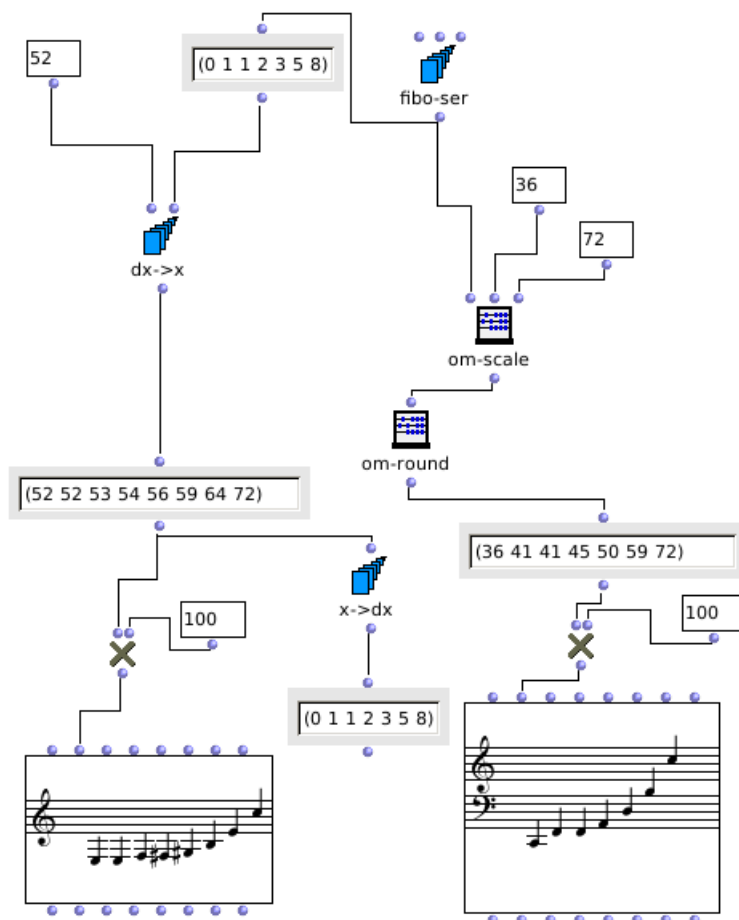 52
(0 1 1 2 3 5 8)
fibo-ser
36
72
dx->x
om-scale
om-round
(52 52 53 54 56 59 64 72)
(36 41 41 45 50 59 72)
x->dx
100
100
(0 1 1 2 3 5 8)